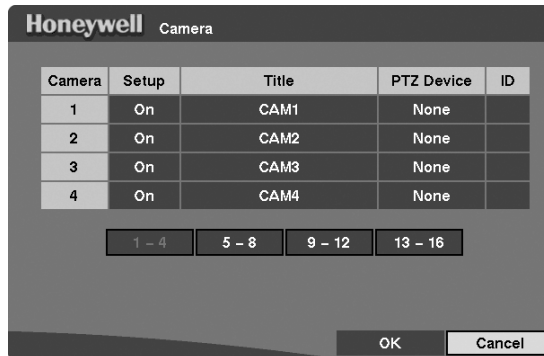 Honeywell Camera
Camera Setup Title PTZ Device ID
1 On CAM1 None
2 On CAM2 None
3 On CAM3 None
4 On CAM4 None
1 – 4 5 – 8 9 – 12 13 – 16
OK Cancel